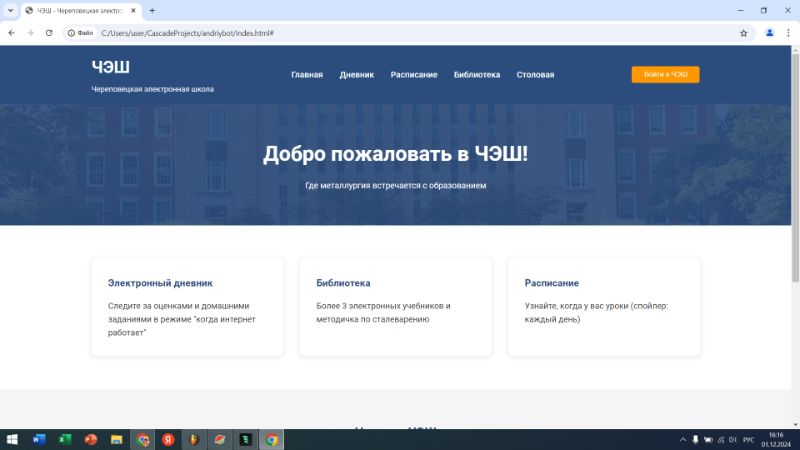 ЧЭШ - Череповецкая электрон
Файл C:/Users/user/CascadeProjects/andriybot/index.html#
ЧЭШ
Череповецкая электронная школа
Главная Дневник Расписание Библиотека Столовая
Войти в ЧЭШ
Добро пожаловать в ЧЭШ!
Где металлургия встречается с образованием
Электронный дневник
Следите за оценками и домашними
заданиями в режиме "когда интернет
работает"
Библиотека
Более 3 электронных учебников и
методичка по сталеварению
Расписание
Узнайте, когда у вас уроки (спойлер:
каждый день)
РУС
16:16
01.12.2024